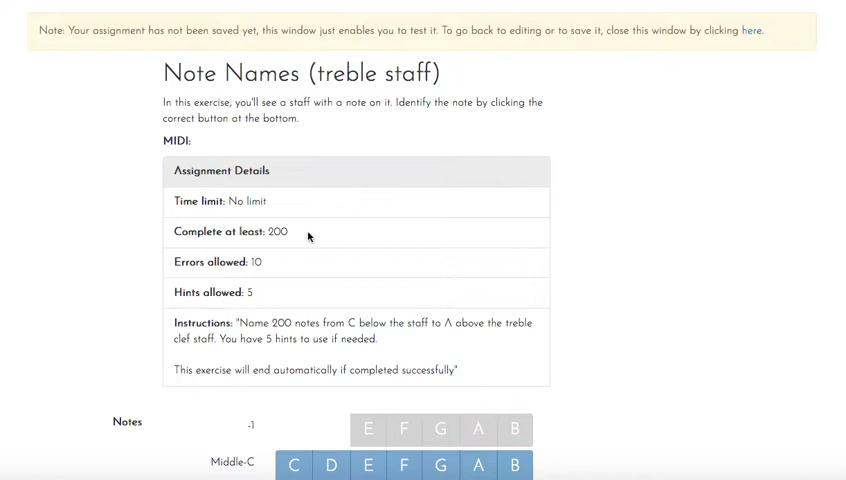 Note: Your assignment has not been saved yet, this window just enables you to test it. To go back to editing or to save it, close this window by clicking here.
Note Names (treble staff)
In this exercise, you'll see a staff with a note on it. Identify the note by clicking the
correct button at the bottom.
MIDI:
Assignment Details
Time limit: No limit
Complete at least: 200
Errors allowed: 10
Hints allowed: 5
Instructions: "Name 200 notes from C below the staff to A above the treble
clef staff. You have 5 hints to use if needed.
This exercise will end automatically if completed successfully"
Notes -1 E F G A B
Middle-C C D E F G A B